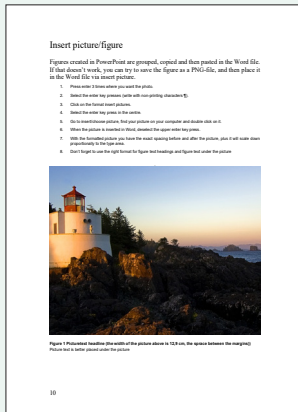 Insert picture/figure
Figures created in PowerPoint are grouped, copied and then pasted in the Word file.
If that doesn't work, you can try to save the figure as a PNG-file, and then place it
in the Word file via insert picture.
1. Press enter 3 times where you want the photo.
2. Select the enter key presses (write with non-printing characters ¶).
3. Click on the format insert pictures.
4. Select the enter key press in the centre.
5. Go to insert/choose picture, find your picture on your computer and double click on it.
6. When the picture is inserted in Word, deselect the upper enter key press.
7. With the formatted picture you have the exact spacing before and after the picture, plus it will scale down
proportionally to the type area.
8. Don't forget to use the right format for figure text headings and figure text under the picture
Figure 1 Picturetext headline (the width of the picture above is 12,9 cm, the space between the margins))
Picture text is better placed under the picture
10